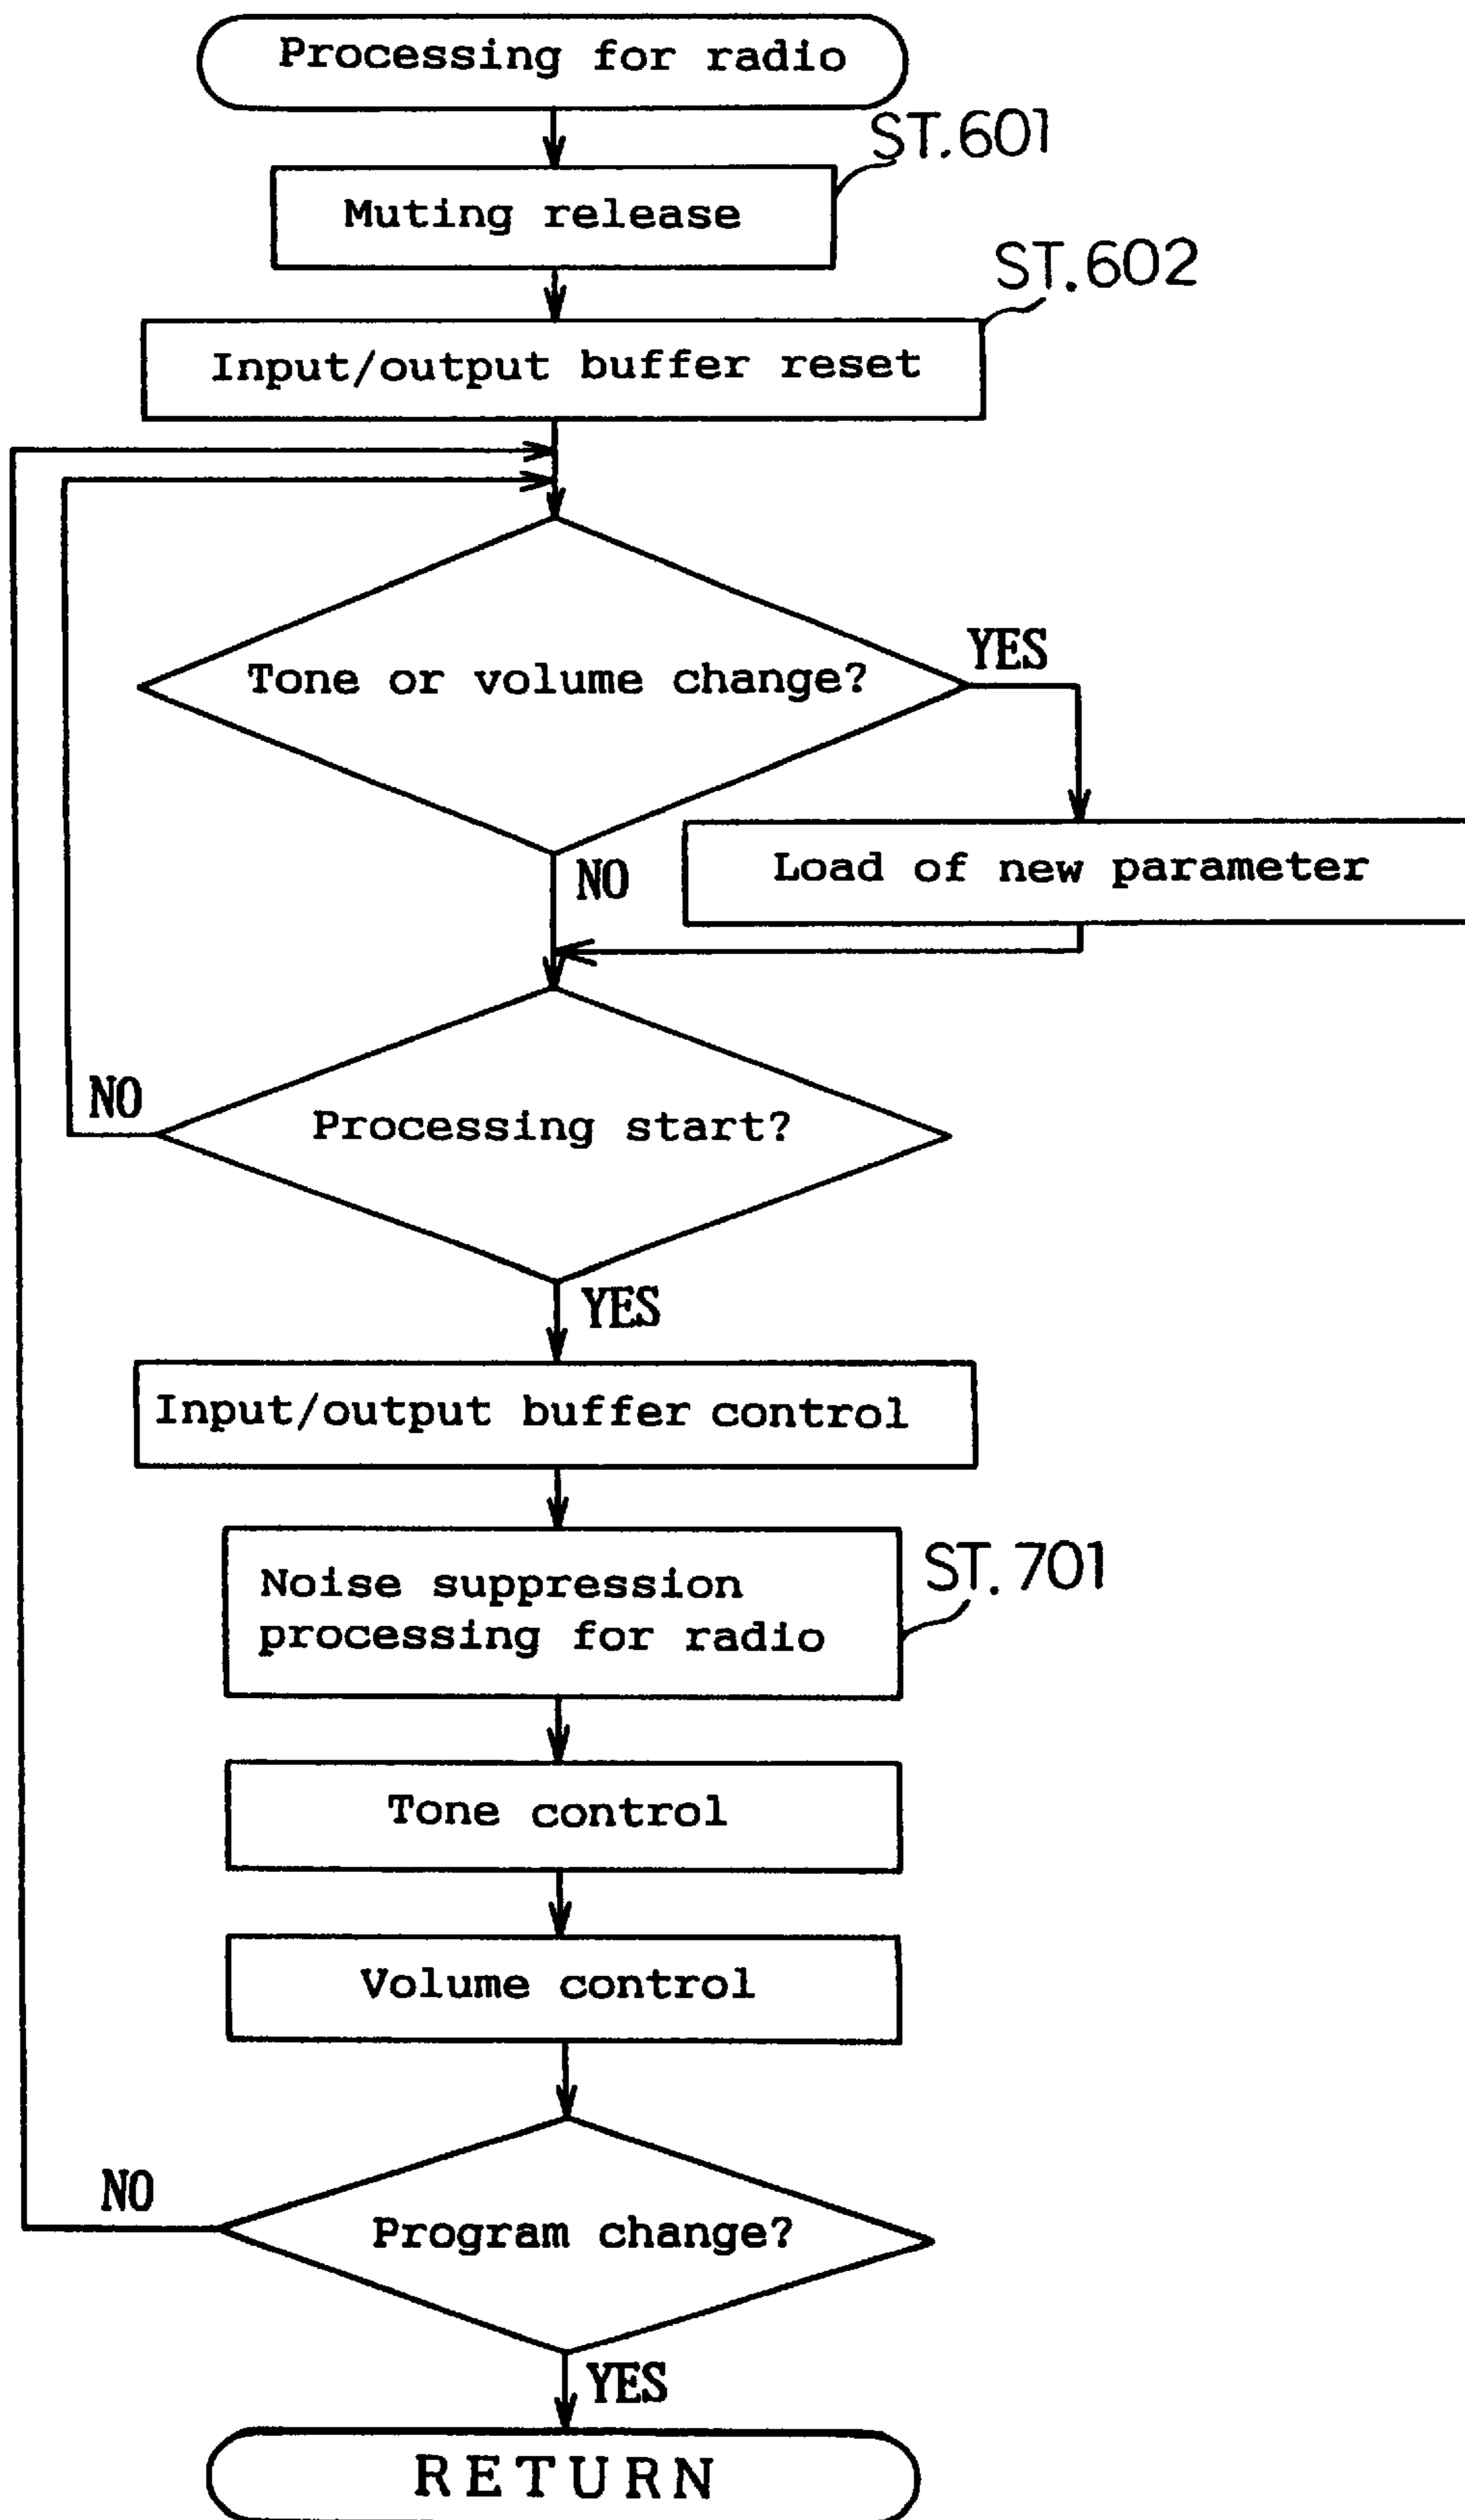 Processing for radio
ST.601
Muting release
ST.602
Input/output buffer reset
Tone or volume change?
YES
NO
Load of new parameter
NO
Processing start?
YES
Input/output buffer control
Noise suppression
processing for radio
ST.701
Tone control
Volume control
NO
Program change?
YES
RETURN